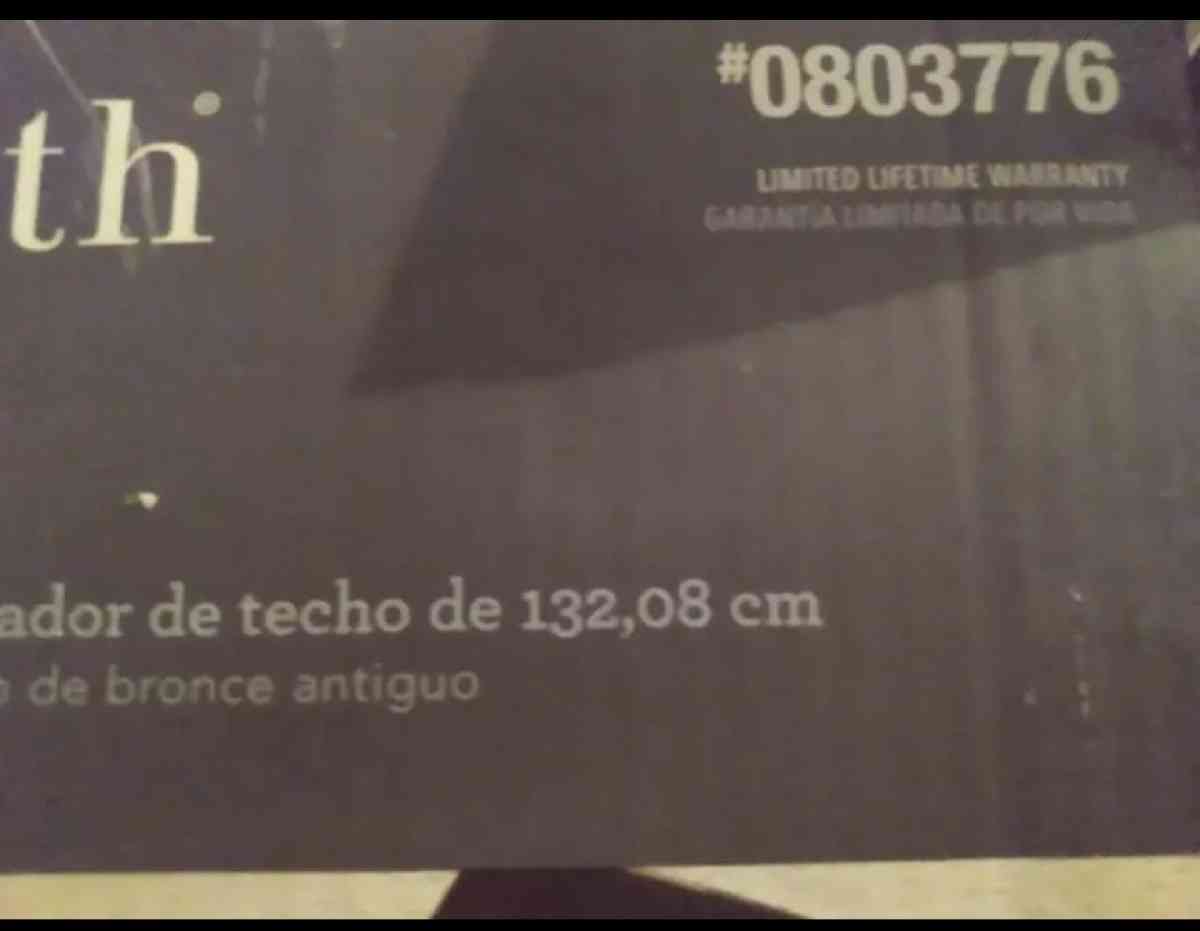 #0803776
LIMITED LIFETIME WARRANTY
GARANTÍA LIMITADA DE POR VIDA
th
ador de techo de 132,08 cm
o de bronce antiguo